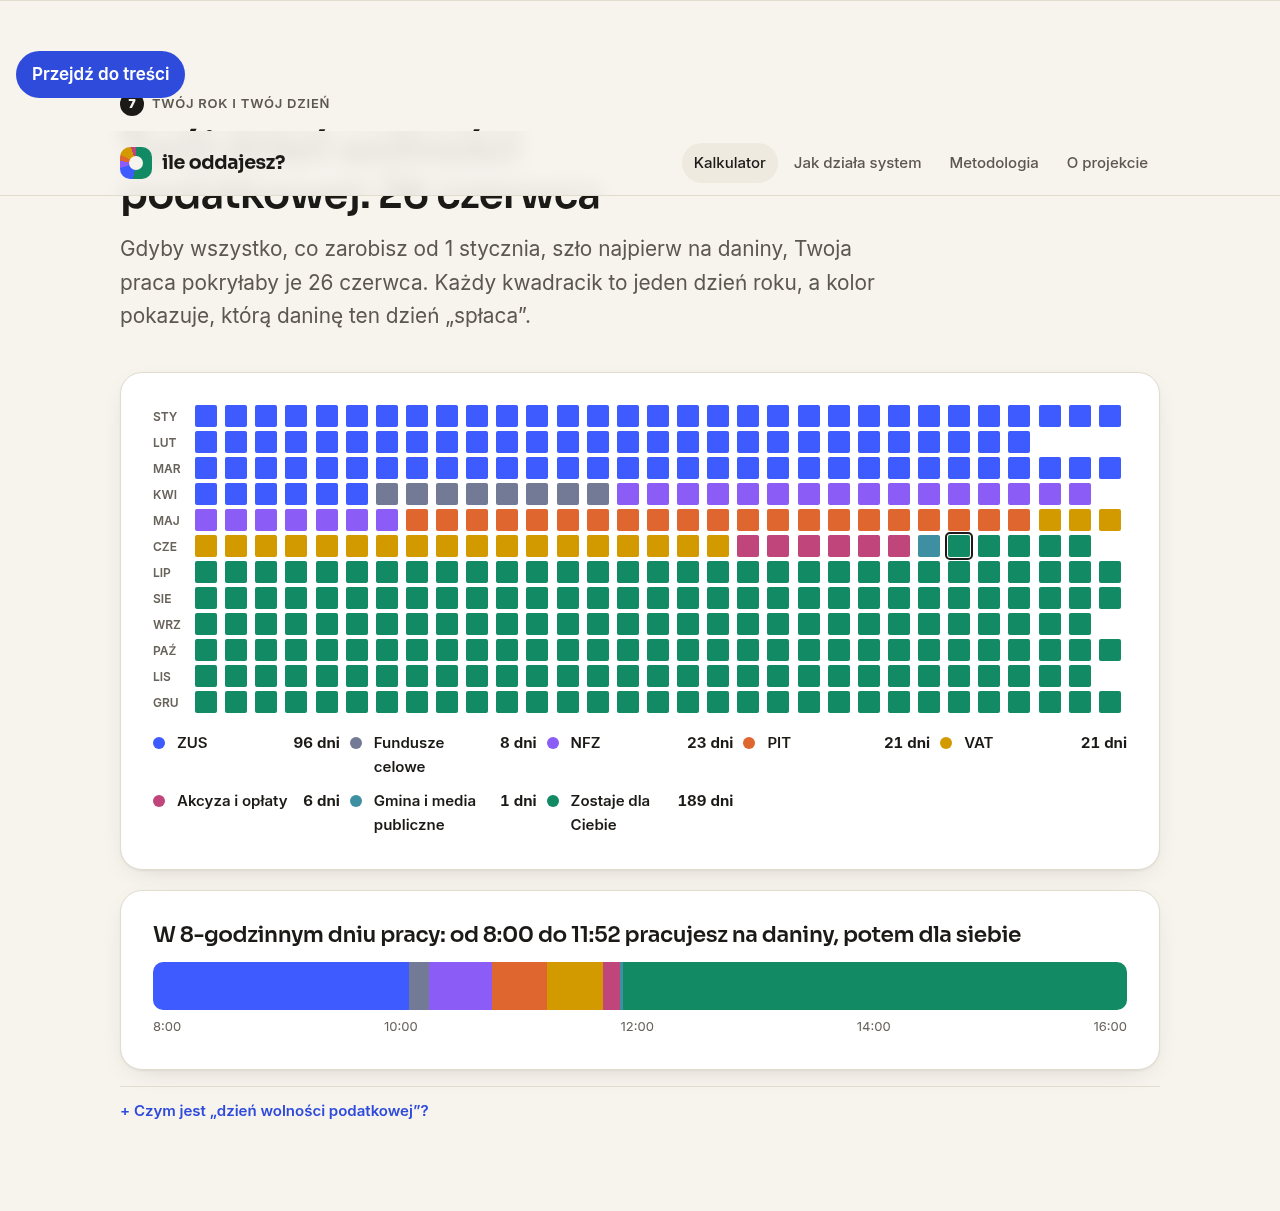 Przejdź do treści
7 TWÓJ ROK I TWÓJ DZIEŃ
ile oddajesz?
Kalkulator
Jak działa system
Metodologia
O projekcie
podatkowej: 26 czerwca
Gdyby wszystko, co zarobisz od 1 stycznia, szło najpierw na daniny, Twoja
praca pokryłaby je 26 czerwca. Każdy kwadracik to jeden dzień roku, a kolor
pokazuje, którą daninę ten dzień „spłaca”.
STY
LUT
MAR
KWI
MAJ
CZE
LIP
SIE
WRZ
PAŹ
LIS
GRU
ZUS 96 dni
Fundusze celowe 8 dni
NFZ 23 dni
PIT 21 dni
VAT 21 dni
Akcyza i opłaty 6 dni
Gmina i media publiczne 1 dni
Zostaje dla Ciebie 189 dni
W 8-godzinnym dniu pracy: od 8:00 do 11:52 pracujesz na daniny, potem dla siebie
8:00 10:00 12:00 14:00 16:00
+ Czym jest „dzień wolności podatkowej”?